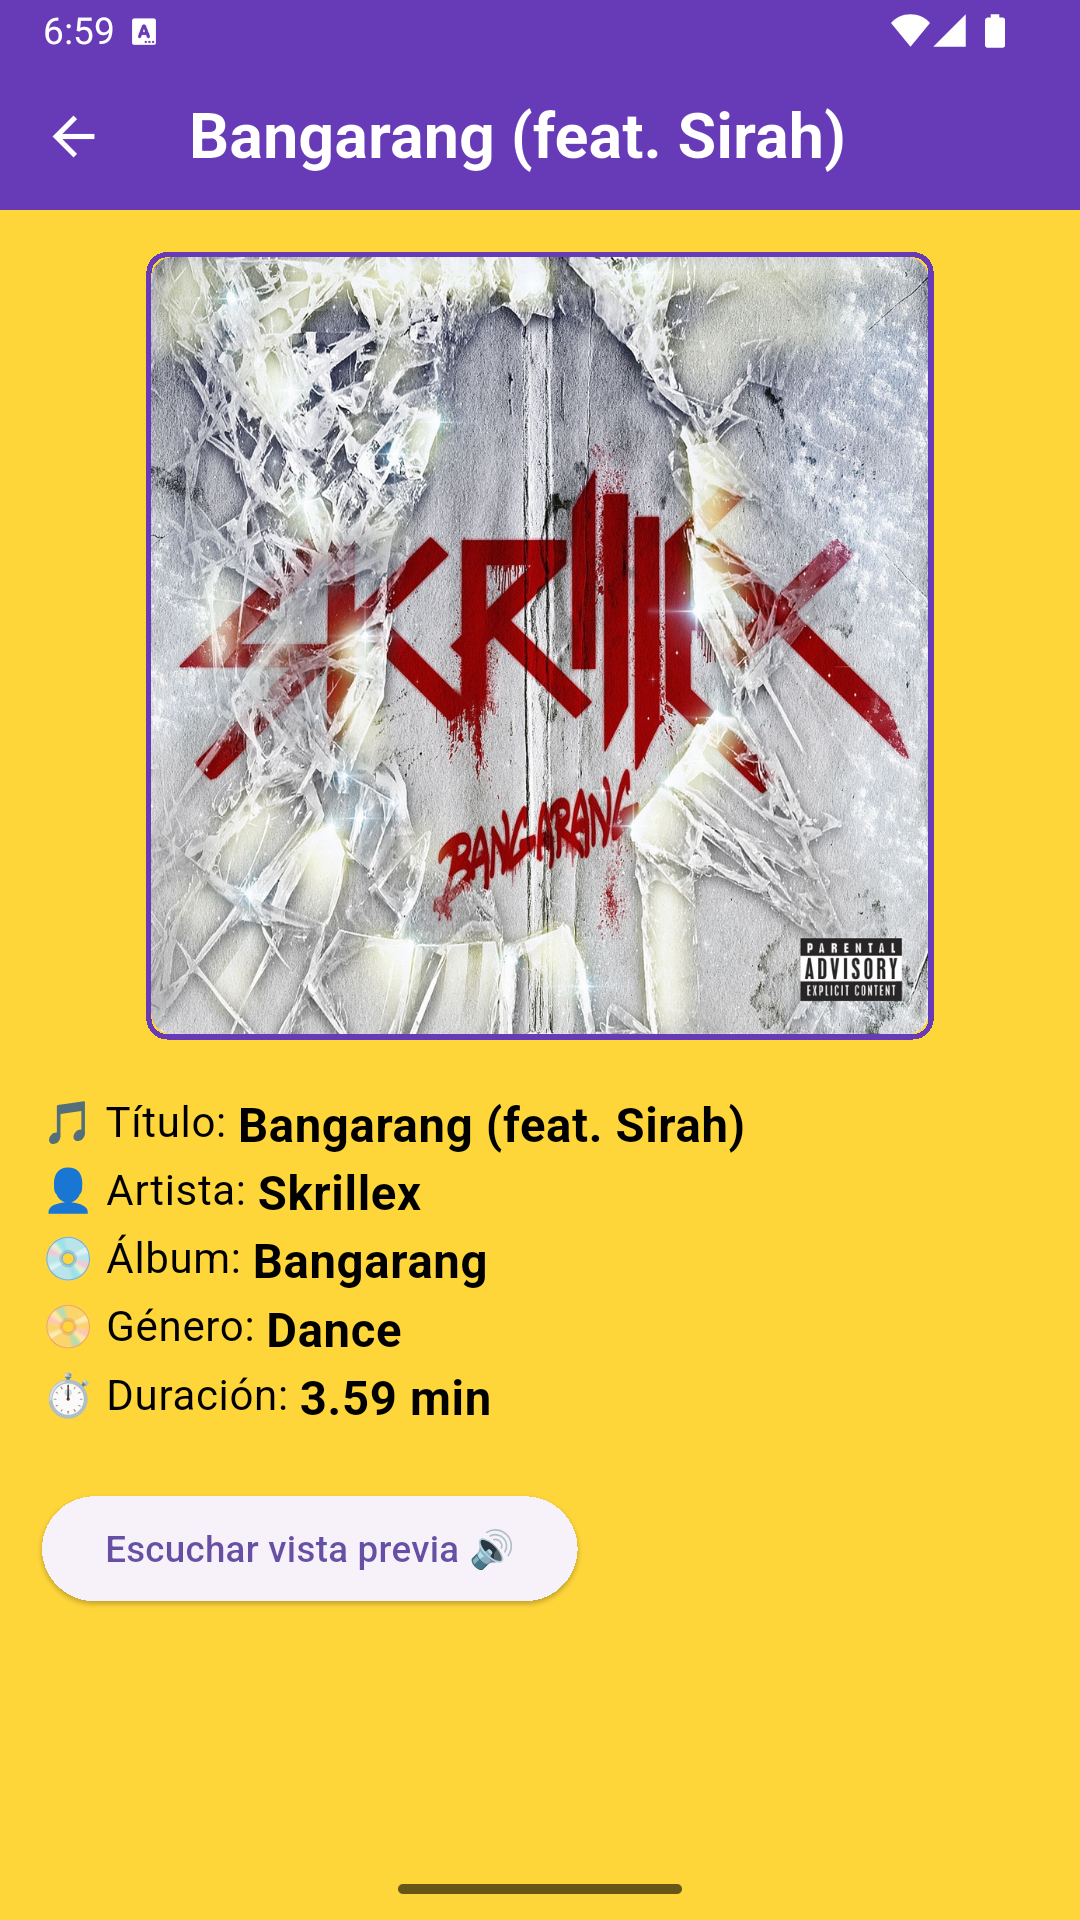 6:59
Bangarang (feat. Sirah)
SKRILLEX
BANGARANG
PARENTAL
ADVISORY
EXPLICIT CONTENT
🎵 Título: Bangarang (feat. Sirah)
👤 Artista: Skrillex
💿 Álbum: Bangarang
📀 Género: Dance
⏱️ Duración: 3.59 min
Escuchar vista previa 🔊